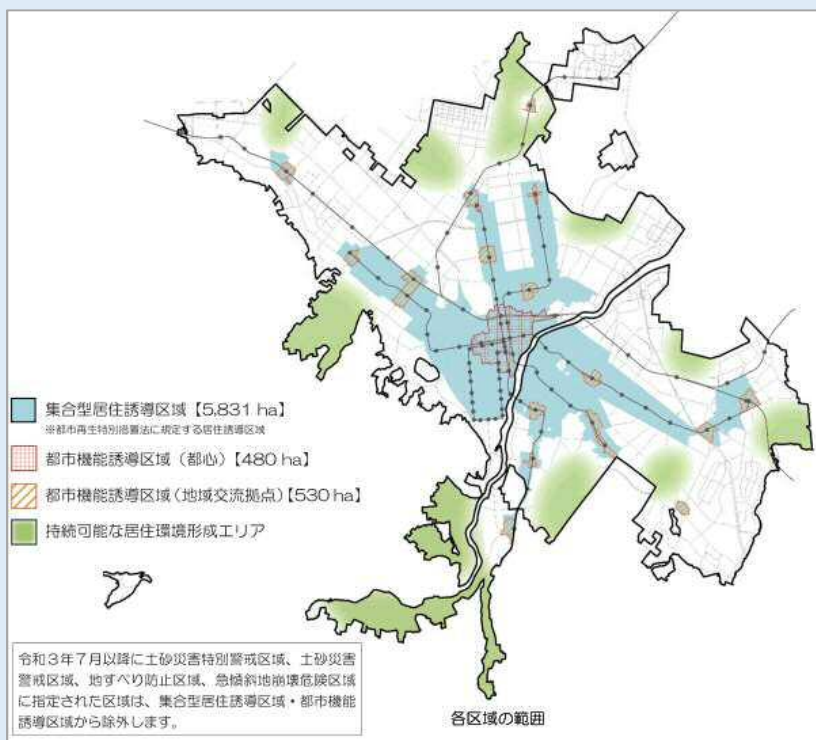 集合型居住誘導区域【5,831 ha】
※都市再生特別措置法に規定する居住誘導区域
都市機能誘導区域（都心）【480 ha】
都市機能誘導区域（地域交流拠点）【530 ha】
持続可能な居住環境形成エリア
令和3年7月以降に土砂災害特別警戒区域、土砂災害
警戒区域、地すべり防止区域、急傾斜地崩壊危険区域
に指定された区域は、集合型居住誘導区域・都市機能
誘導区域から除外します。
各区域の範囲